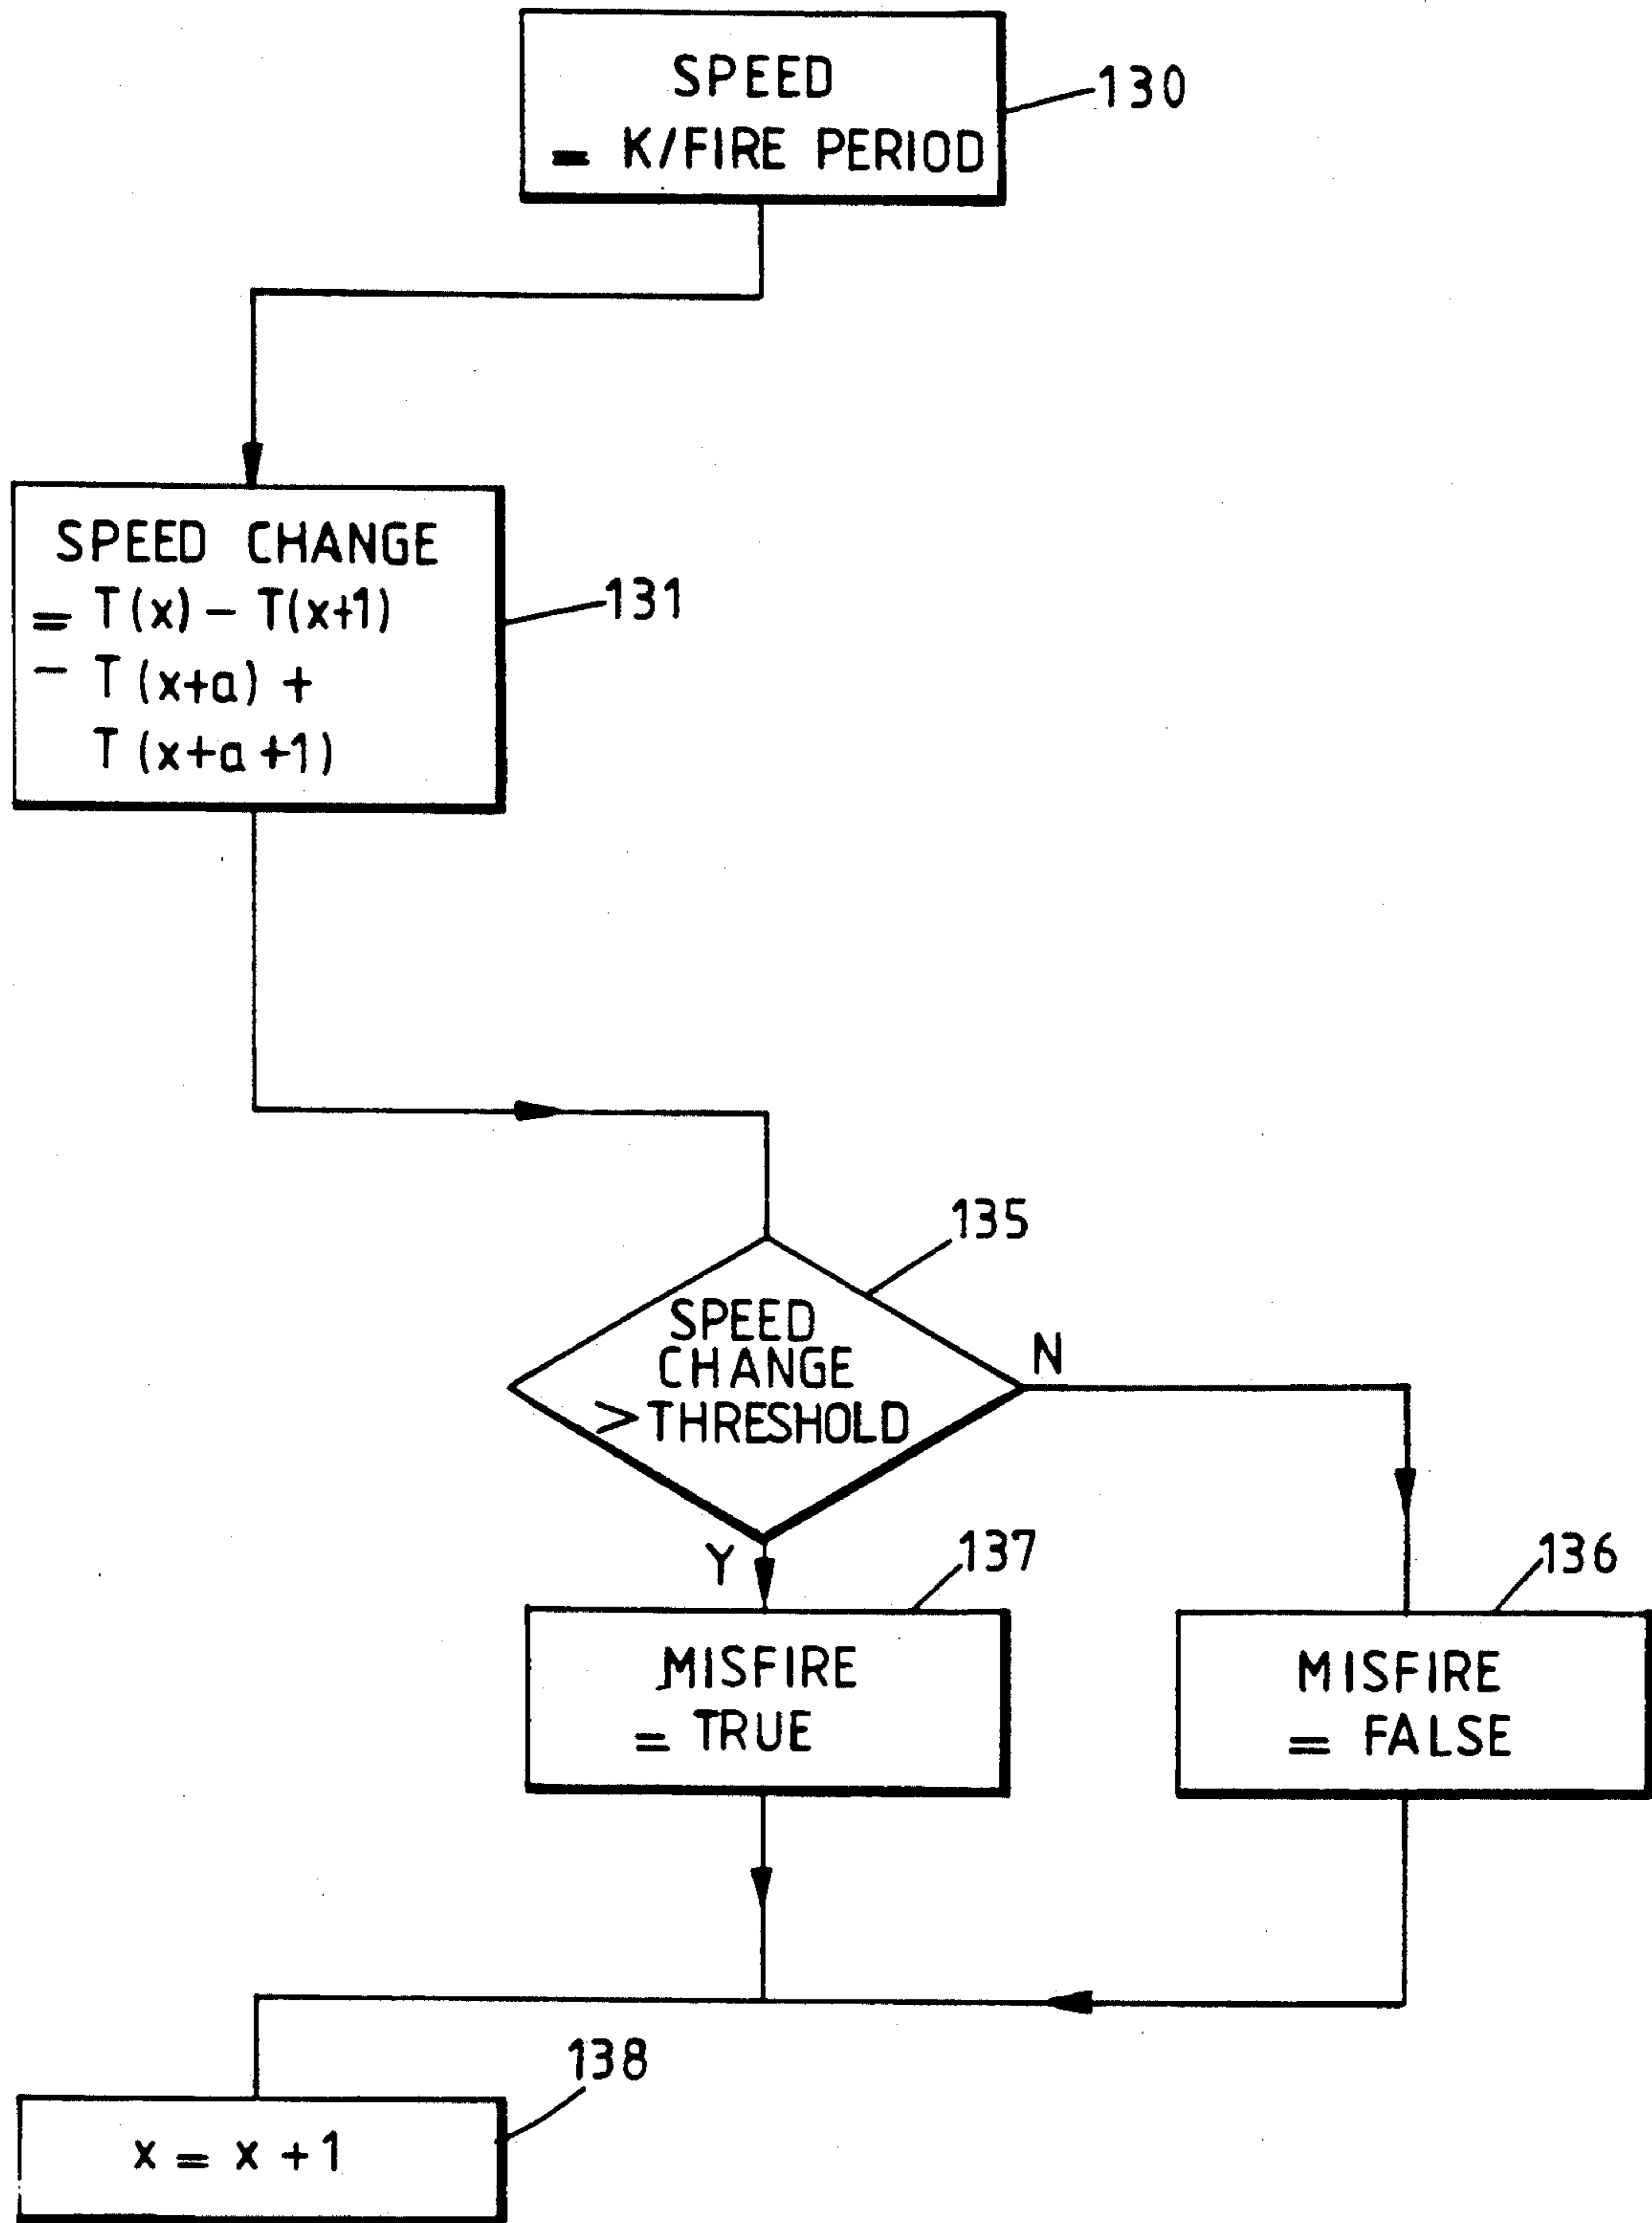 SPEED
= K/FIRE PERIOD
130
SPEED CHANGE
= T(x) - T(x+1)
- T(x+a) +
T(x+a+1)
131
135
SPEED
CHANGE
> THRESHOLD
N
Y
137
136
MISFIRE
= TRUE
MISFIRE
= FALSE
138
x = x + 1